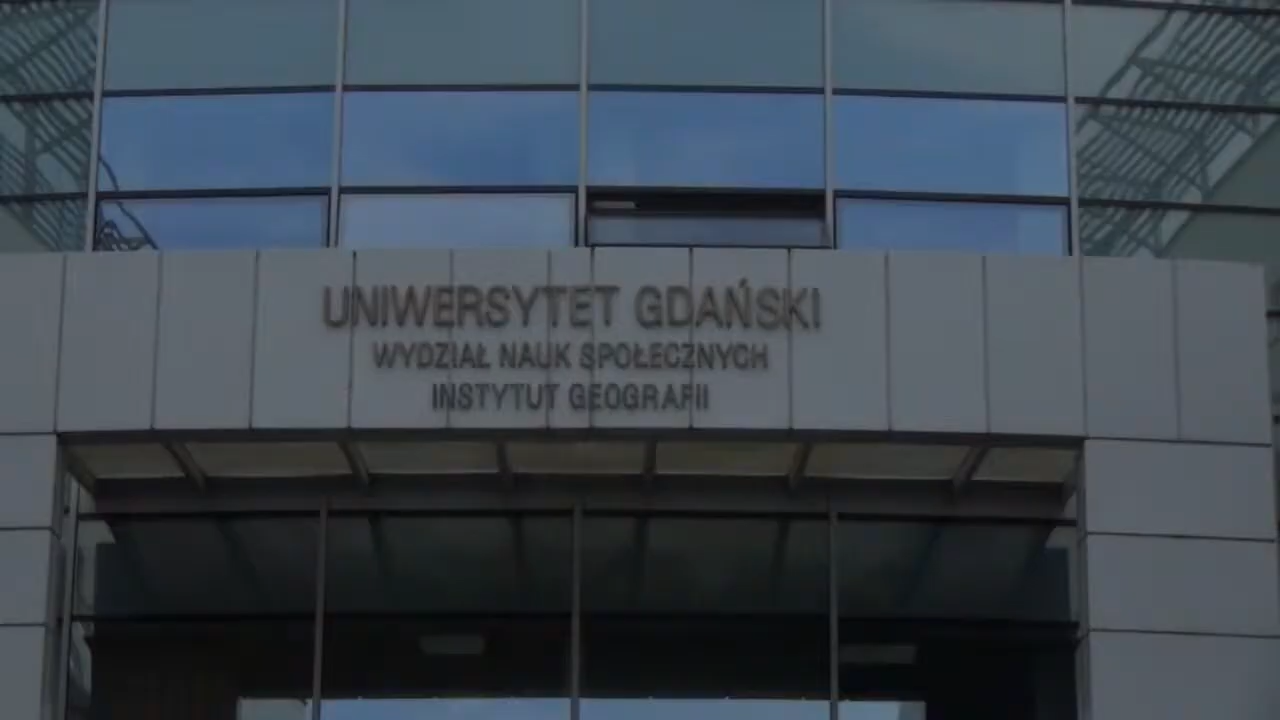 UNIWERSYTET GDAŃSKI
WYDZIAŁ NAUK SPOŁECZNYCH
INSTYTUT GEOGRAFII